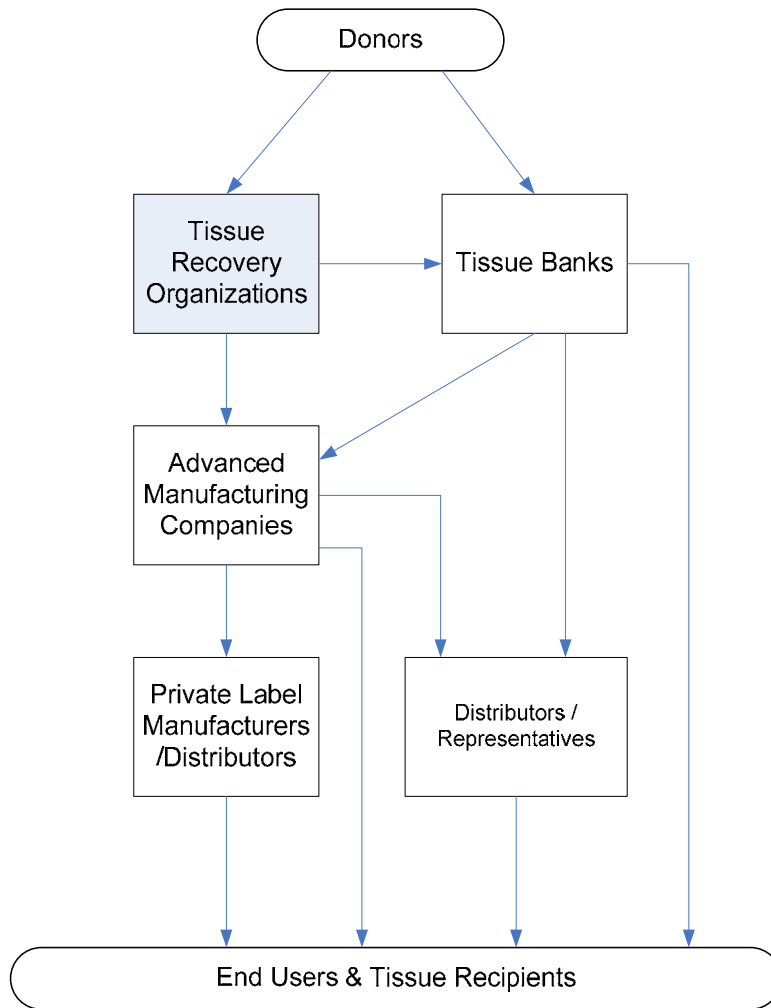 Donors
Tissue
Recovery
Organizations
Tissue Banks
Advanced
Manufacturing
Companies
Private Label
Manufacturers
/Distributors
Distributors /
Representatives
End Users & Tissue Recipients